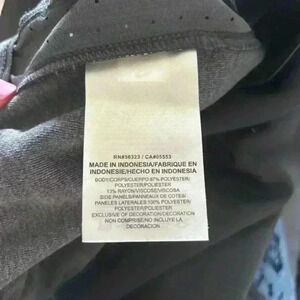 RN#56323 / CA#05553
MADE IN INDONESIA/FABRIQUE EN
INDONESIE/HECHO EN INDONESIA
BODY/CORPS/CUERPO 87% POLYESTER/
POLYESTER/POLIESTER
13% RAYON/VISCOSE/VISCOSA
SIDE PANELS/PANNEAUX DE COTES/
PANELES LATERALES 100% POLYESTER/
POLYESTER/POLIESTER
EXCLUSIVE OF DECORATION/DECORATION
NON COMPRISE/NO INCLUYE LA
DECORACION